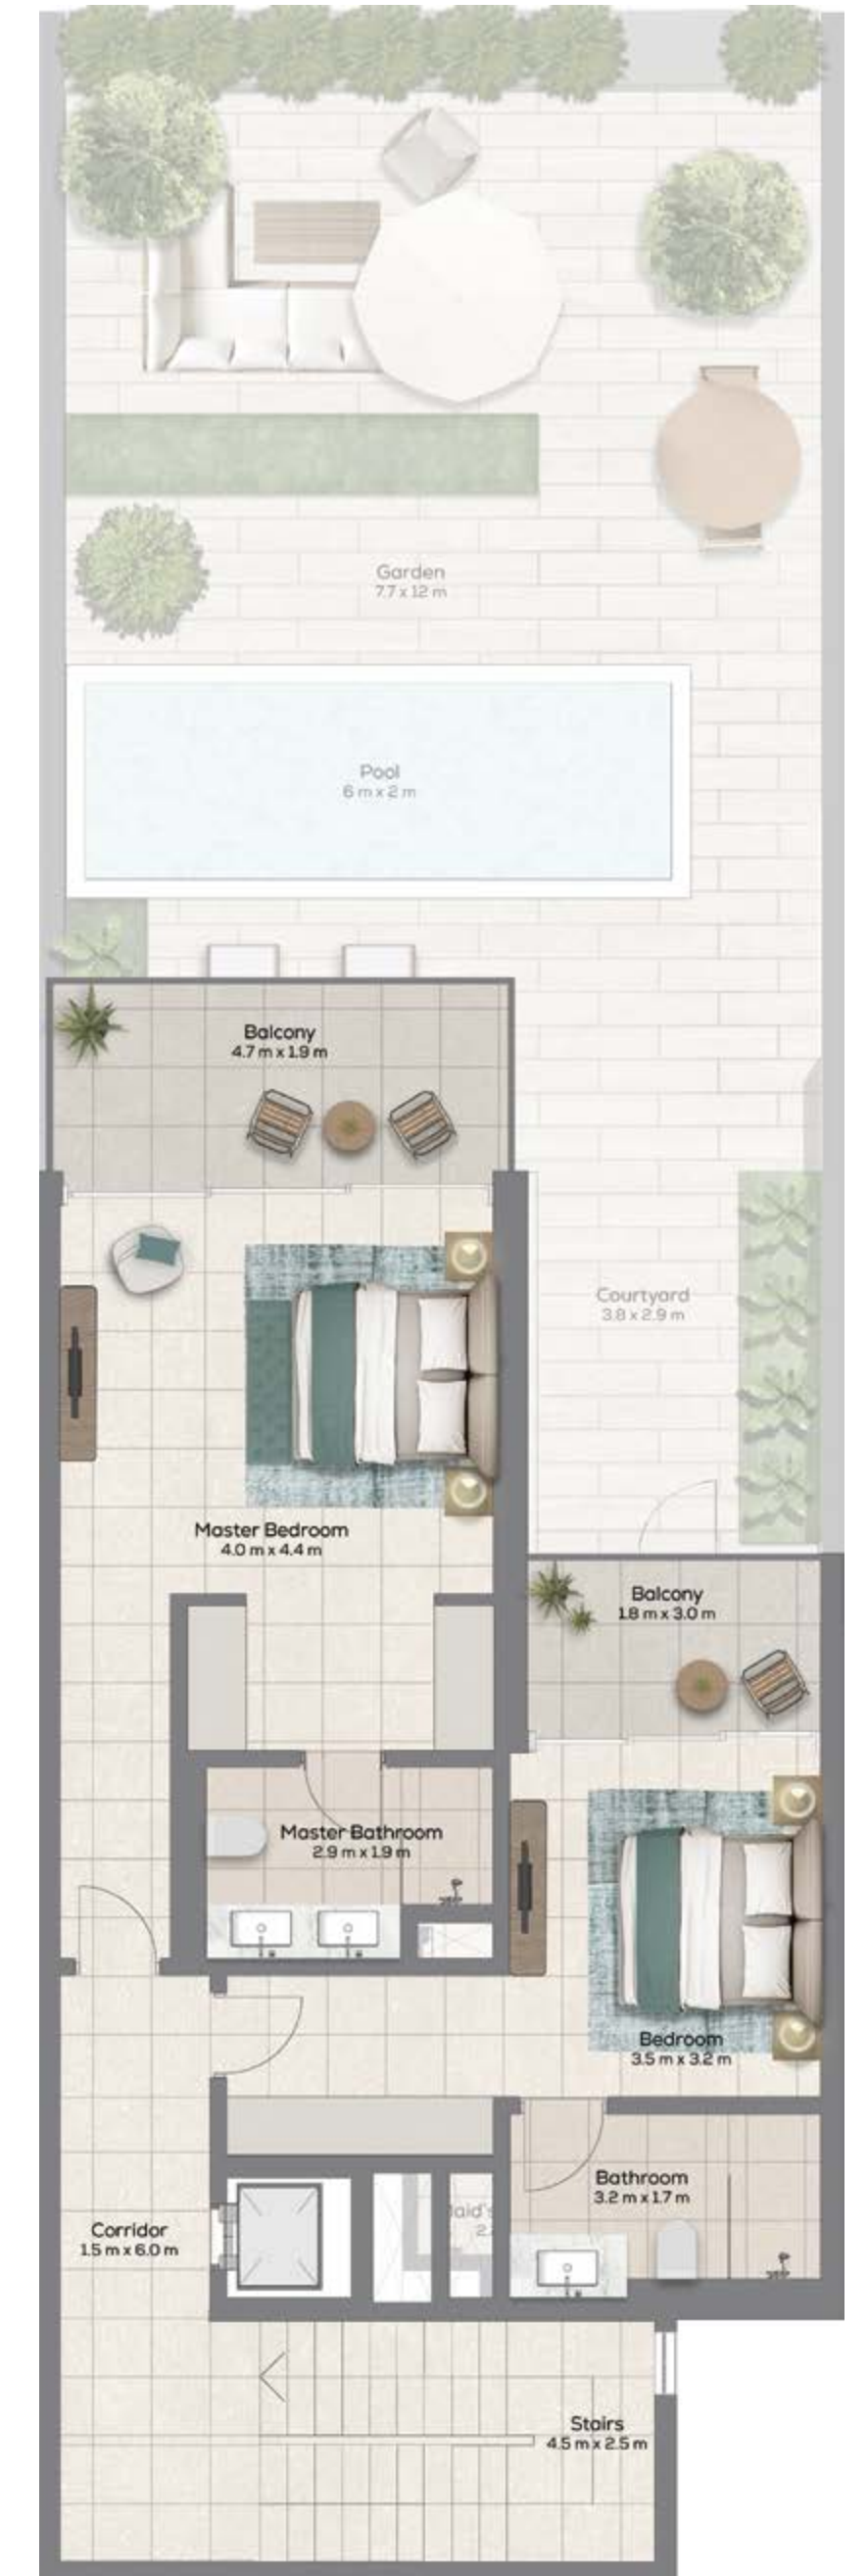 Garden
7.7 x 12 m
Pool
6 m x 2 m
Balcony
4.7 m x 1.9 m
Courtyard
3.8 x 2.9 m
Master Bedroom
4.0 m x 4.4 m
Balcony
1.8 m x 3.0 m
Master Bathroom
2.9 m x 1.9 m
Bedroom
3.5 m x 3.2 m
Bathroom
3.2 m x 1.7 m
Corridor
1.5 m x 6.0 m
Stairs
4.5 m x 2.5 m